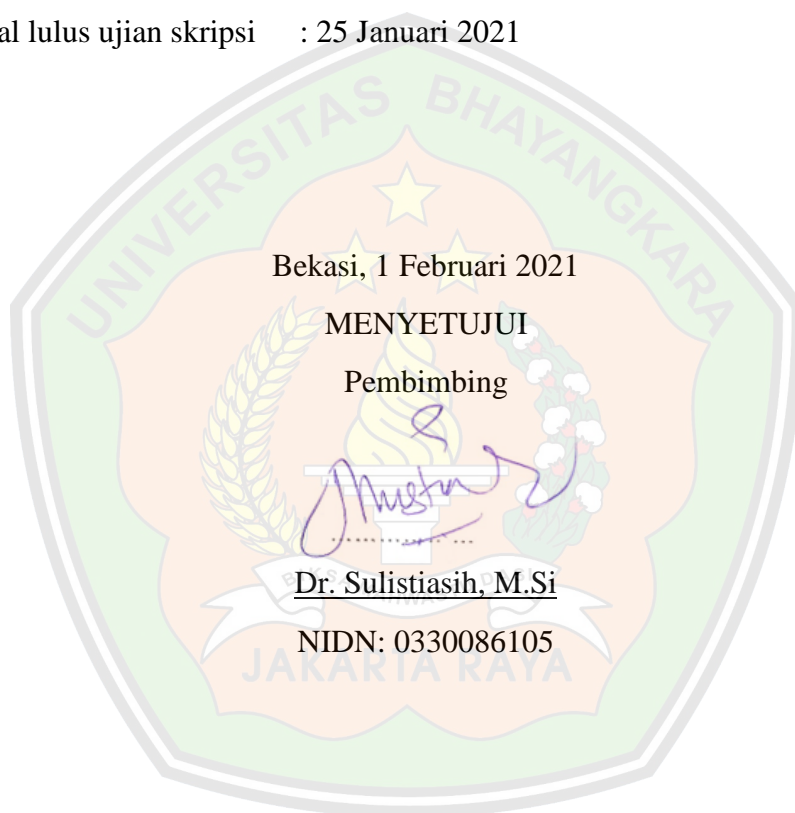 al lulus ujian skripsi : 25 Januari 2021
UNIVERSITAS BHAYANGKARA
Bekasi, 1 Februari 2021
MENYETUJUI
Pembimbing
Dr. Sulistiasih, M.Si
NIDN: 0330086105
JAKARTA RAYA